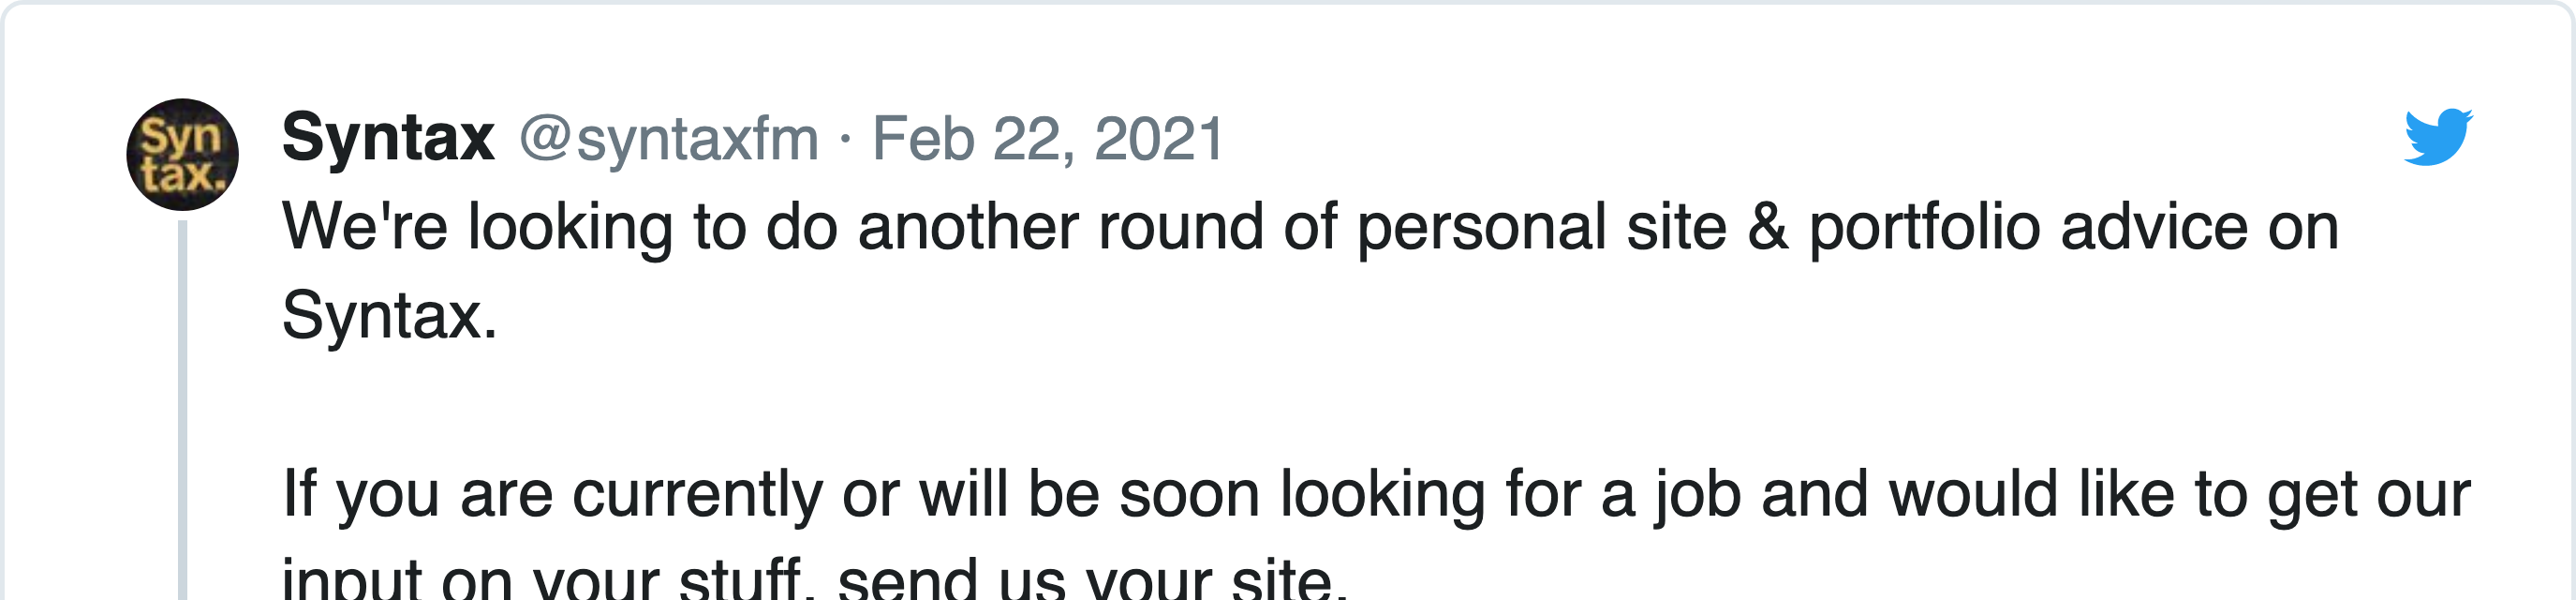 Syn
tax.
Syntax @syntaxfm · Feb 22, 2021
We're looking to do another round of personal site & portfolio advice on
Syntax.
If you are currently or will be soon looking for a job and would like to get our
input on your stuff, send us your site.